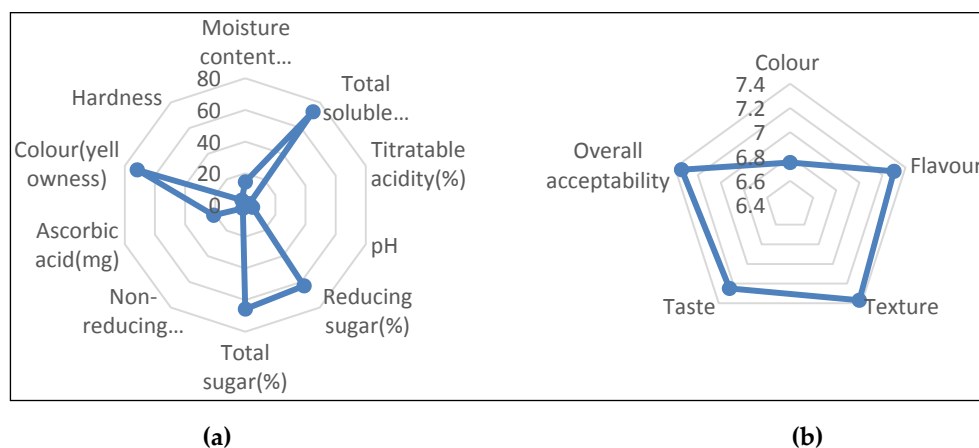 Moisture
content...
80
60
40
20
0
Total
soluble...
Titratable
acidity(%)
pH
Reducing
sugar(%)
Total
sugar(%)
Non-
reducing...
Ascorbic
acid(mg)
Colour(yell
owness)
Hardness
Colour
7.4
7.2
7
6.8
6.6
6.4
Flavour
Texture
Taste
Overall
acceptability
(a)
(b)